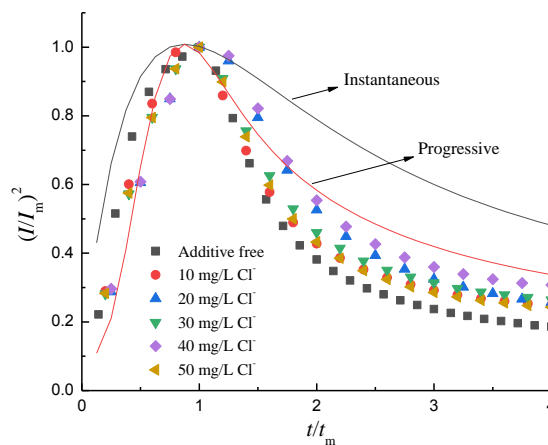 1.0
0.8
0.6
0.4
0.2
0.0
(I/Iₘ)²
Instantaneous
Progressive
Additive free
10 mg/L Cl⁻
20 mg/L Cl⁻
30 mg/L Cl⁻
40 mg/L Cl⁻
50 mg/L Cl⁻
0 1 2 3 4
t/tₘ